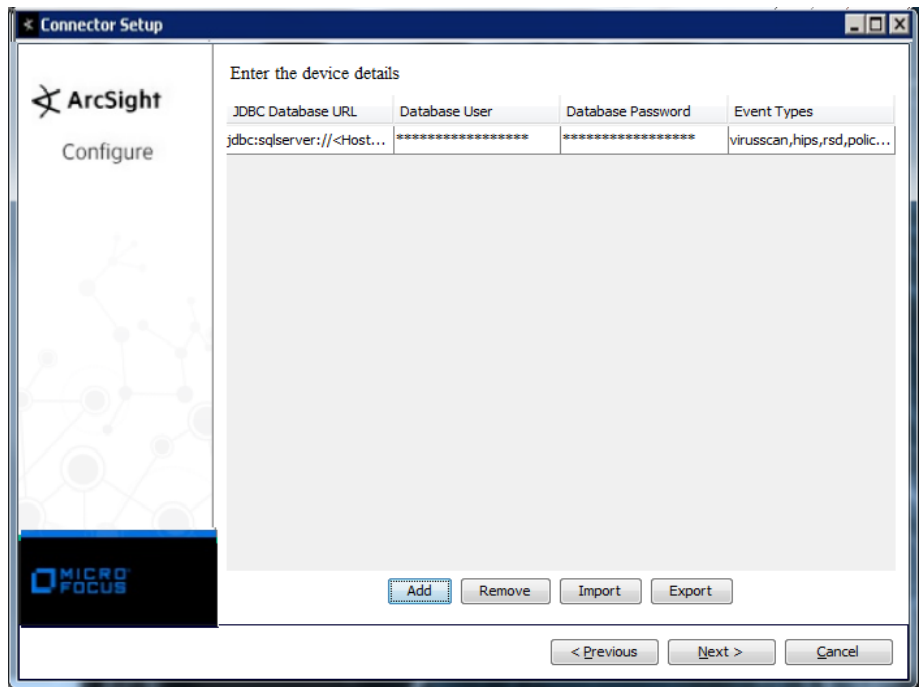 Connector Setup
ArcSight
Configure
Enter the device details
JDBC Database URL Database User Database Password Event Types
jdbc:sqlserver://<Host... ***************** ***************** virusscan,hips,rsd,polic...
Add Remove Import Export
MICRO
FOCUS
< Previous Next > Cancel